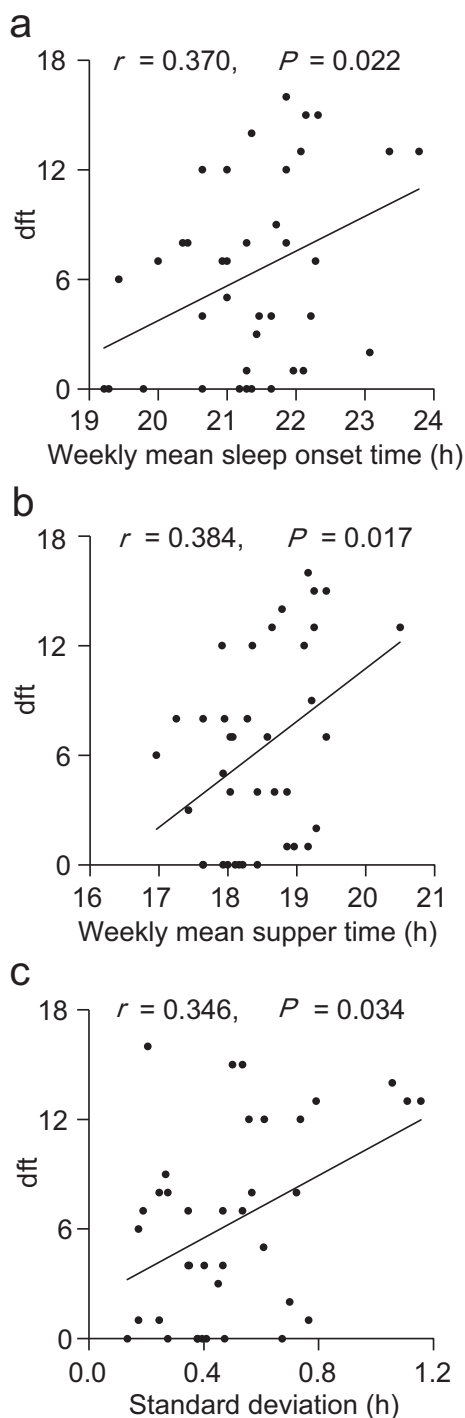 a
r = 0.370, P = 0.022
18
12
dft
6
0
19 20 21 22 23 24
Weekly mean sleep onset time (h)
b
r = 0.384, P = 0.017
18
12
dft
6
0
16 17 18 19 20 21
Weekly mean supper time (h)
c
r = 0.346, P = 0.034
18
12
dft
6
0
0.0 0.4 0.8 1.2
Standard deviation (h)